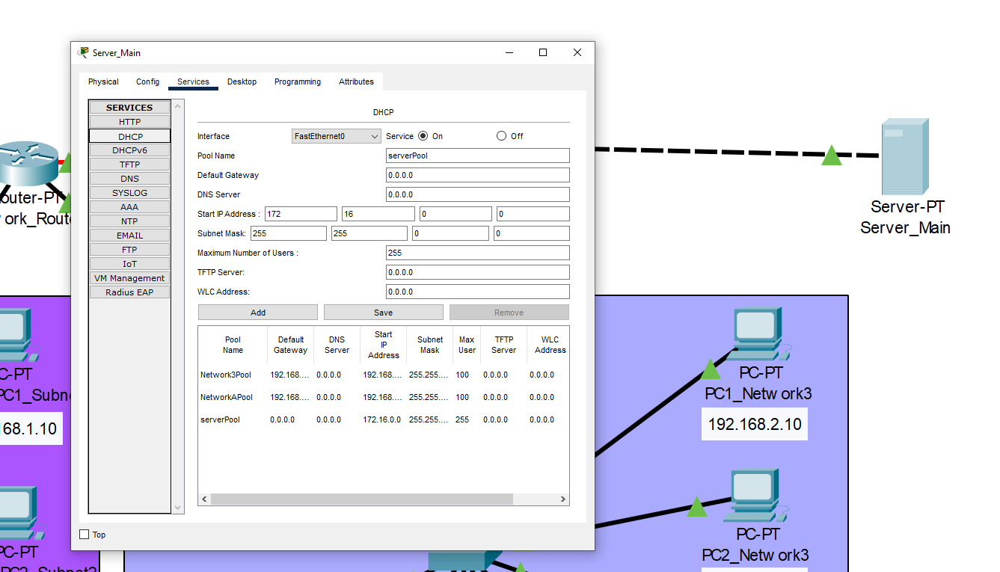 Server_Main
Physical Config Services Desktop Programming Attributes
SERVICES
HTTP
DHCP
DHCPv6
TFTP
DNS
SYSLOG
AAA
NTP
EMAIL
FTP
IoT
VM Management
Radius EAP
DHCP
Interface FastEthernet0 Service On Off
Pool Name serverPool
Default Gateway 0.0.0.0
DNS Server 0.0.0.0
Start IP Address : 172 16 0 0
Subnet Mask: 255 255 0 0
Maximum Number of Users : 255
TFTP Server: 0.0.0.0
WLC Address: 0.0.0.0
Add Save Remove
Pool Name Default Gateway DNS Server Start IP Address Subnet Mask Max User TFTP Server WLC Address
Network3Pool 192.168.... 0.0.0.0 192.168.... 255.255.... 100 0.0.0.0 0.0.0.0
NetworkAPool 192.168.... 0.0.0.0 192.168.... 255.255.... 100 0.0.0.0 0.0.0.0
serverPool 0.0.0.0 0.0.0.0 172.16.0.0 255.255.... 255 0.0.0.0 0.0.0.0
Top
outer-PT
ork_Route
Server-PT
Server_Main
C-PT
PC1_Subn
168.1.10
PC-PT
PC1_Netw ork3
192.168.2.10
PC-PT
PC2_Netw ork3
PC-PT